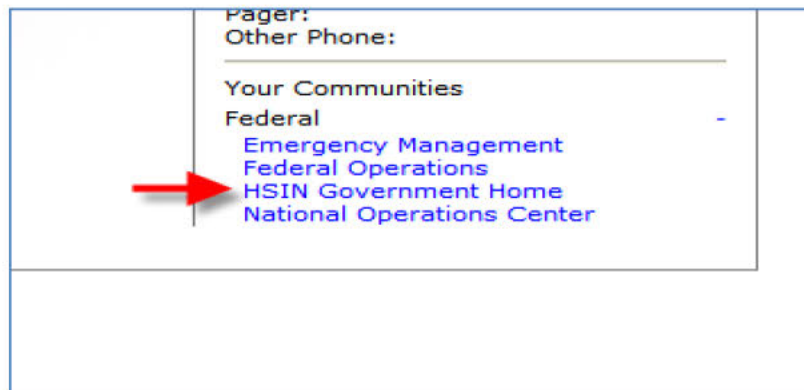 Pager:
Other Phone:
Your Communities
Federal -
Emergency Management
Federal Operations
HSIN Government Home
National Operations Center